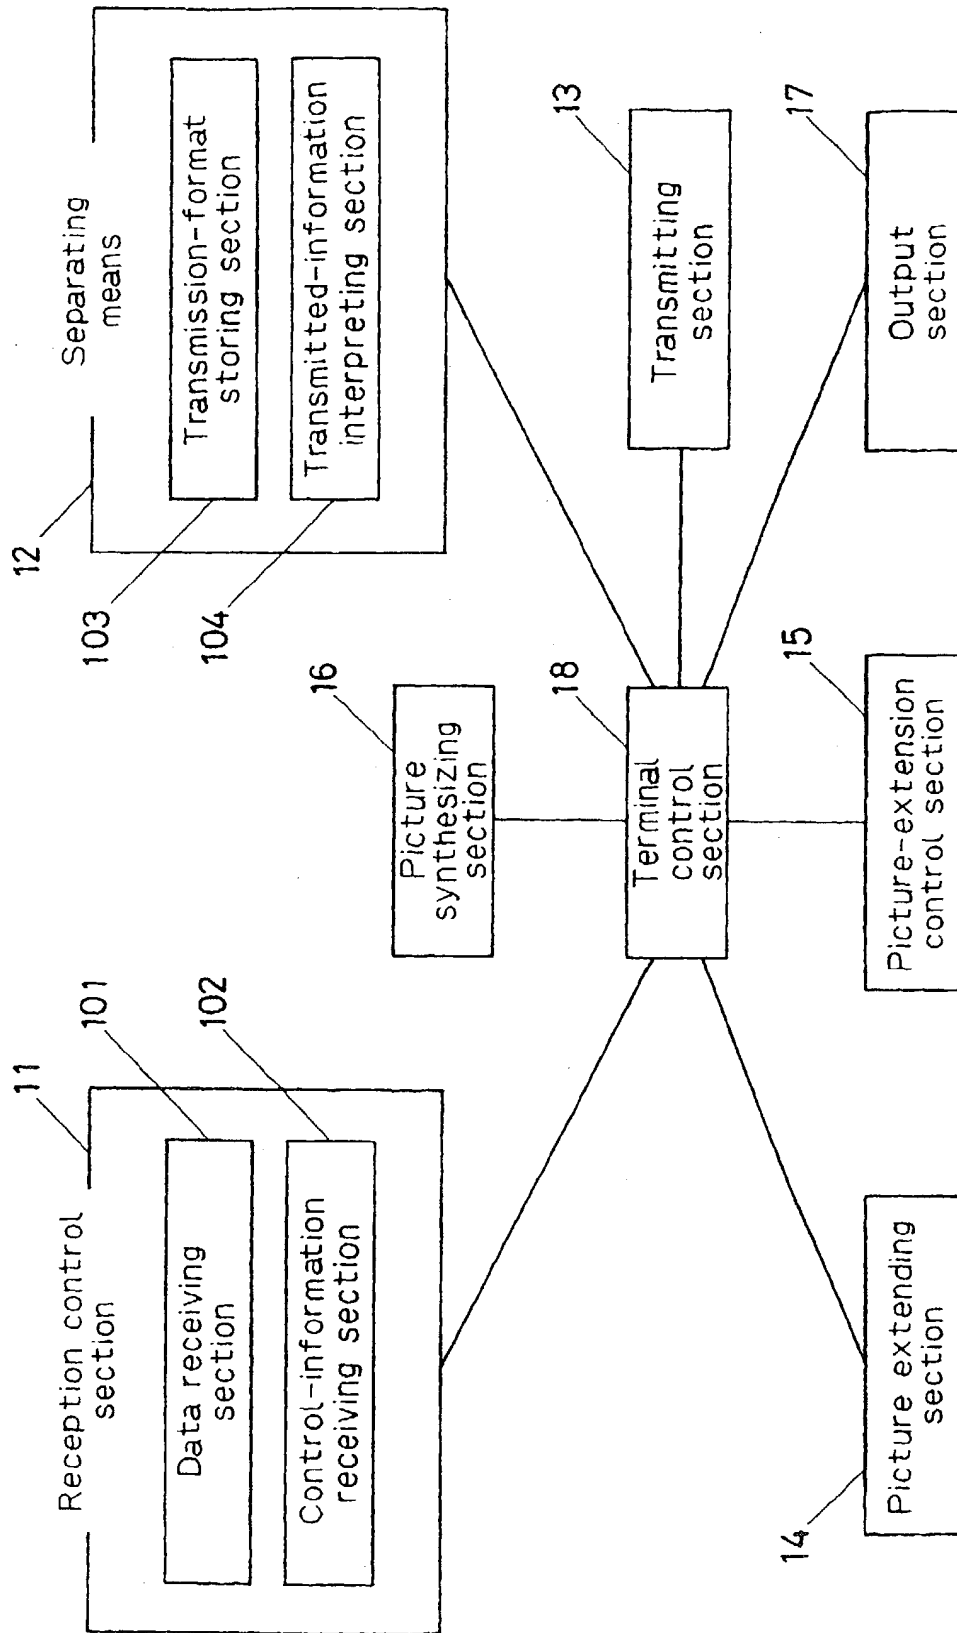 Reception control
section
11
Data receiving
section
101
Control-information
receiving section
102
12
Separating
means
103
Transmission-format
storing section
104
Transmitted-information
interpreting section
16
Picture
synthesizing
section
18
Terminal
control
section
13
Transmitting
section
14
Picture extending
section
15
Picture-extension
control section
17
Output
section